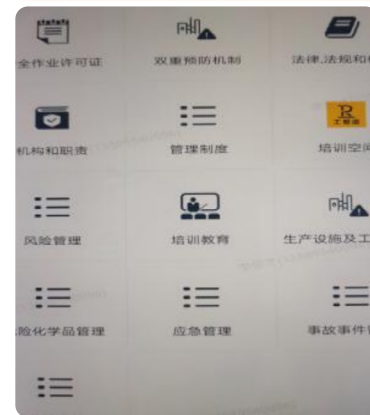 全作业许可证
双重预防机制
法律,法规和
机构和职责
管理制度
R
工智道
培训空间
风险管理
培训教育
生产设施及工
险化学品管理
应急管理
事故事件